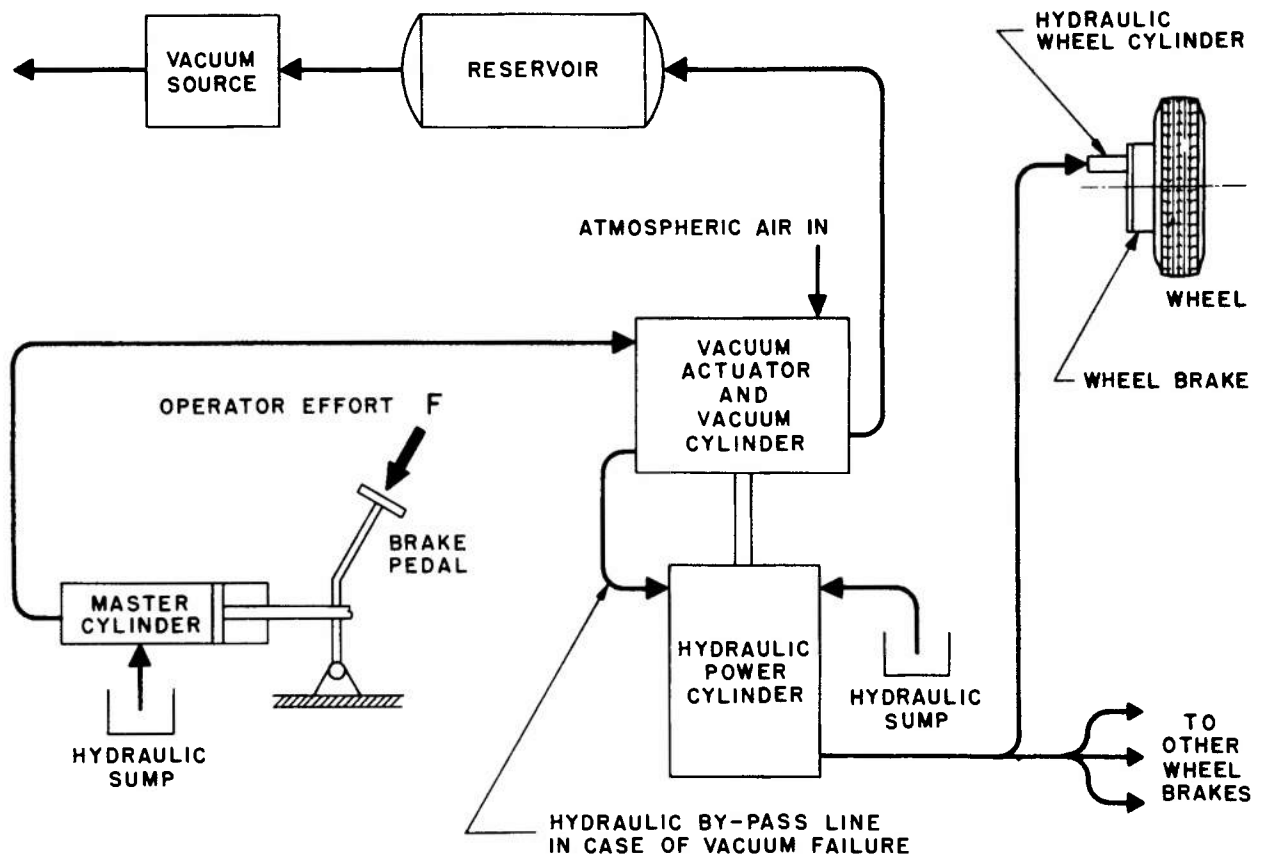 VACUUM
SOURCE
RESERVOIR
HYDRAULIC
WHEEL CYLINDER
WHEEL
WHEEL BRAKE
ATMOSPHERIC AIR IN
VACUUM
ACTUATOR
AND
VACUUM
CYLINDER
OPERATOR EFFORT F
BRAKE
PEDAL
MASTER
CYLINDER
HYDRAULIC
SUMP
HYDRAULIC
POWER
CYLINDER
HYDRAULIC
SUMP
TO
OTHER
WHEEL
BRAKES
HYDRAULIC BY-PASS LINE
IN CASE OF VACUUM FAILURE